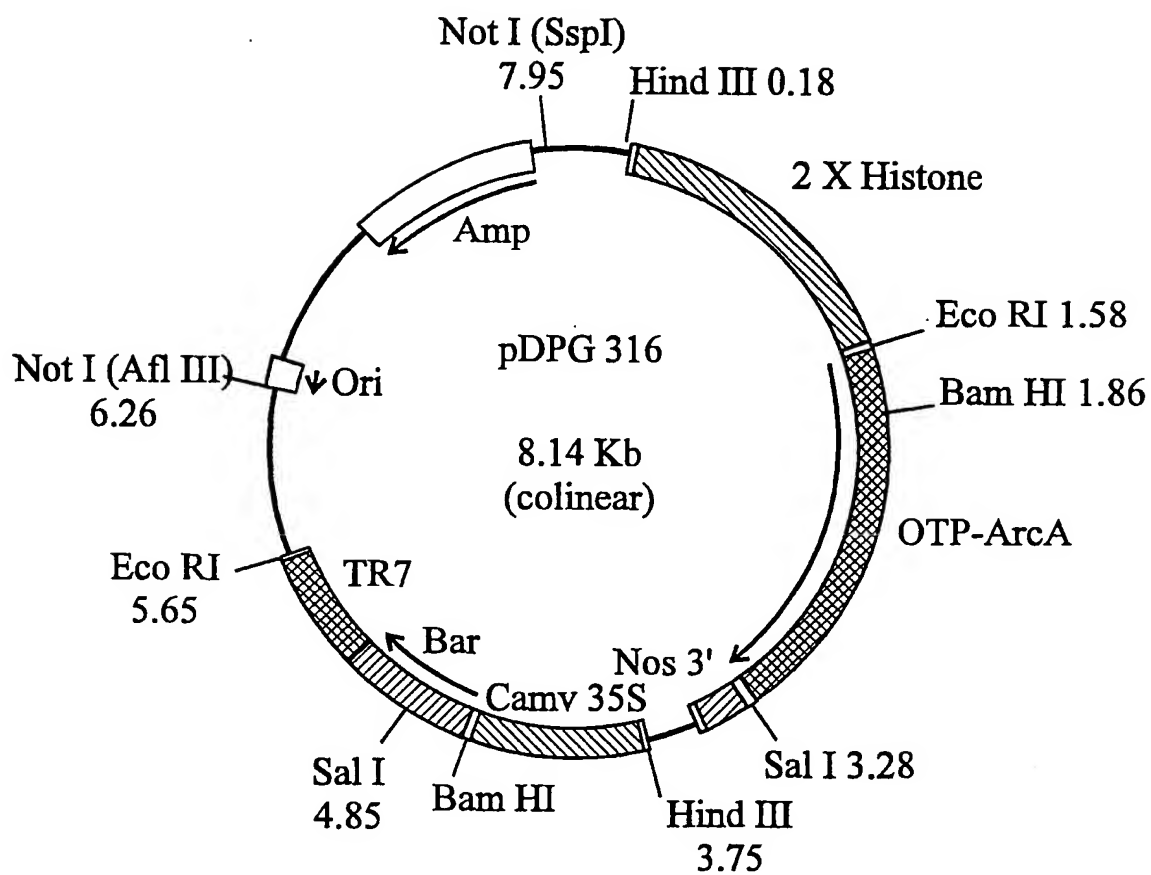 Not I (SspI)
7.95
Hind III 0.18
2 X Histone
Amp
Eco RI 1.58
pDPG 316
Not I (Afl III)
6.26
Ori
Bam HI 1.86
8.14 Kb
(colinear)
OTP-ArcA
Eco RI
5.65
TR7
Bar
Nos 3'
Camv 35S
Sal I
4.85
Bam HI
Sal I 3.28
Hind III
3.75